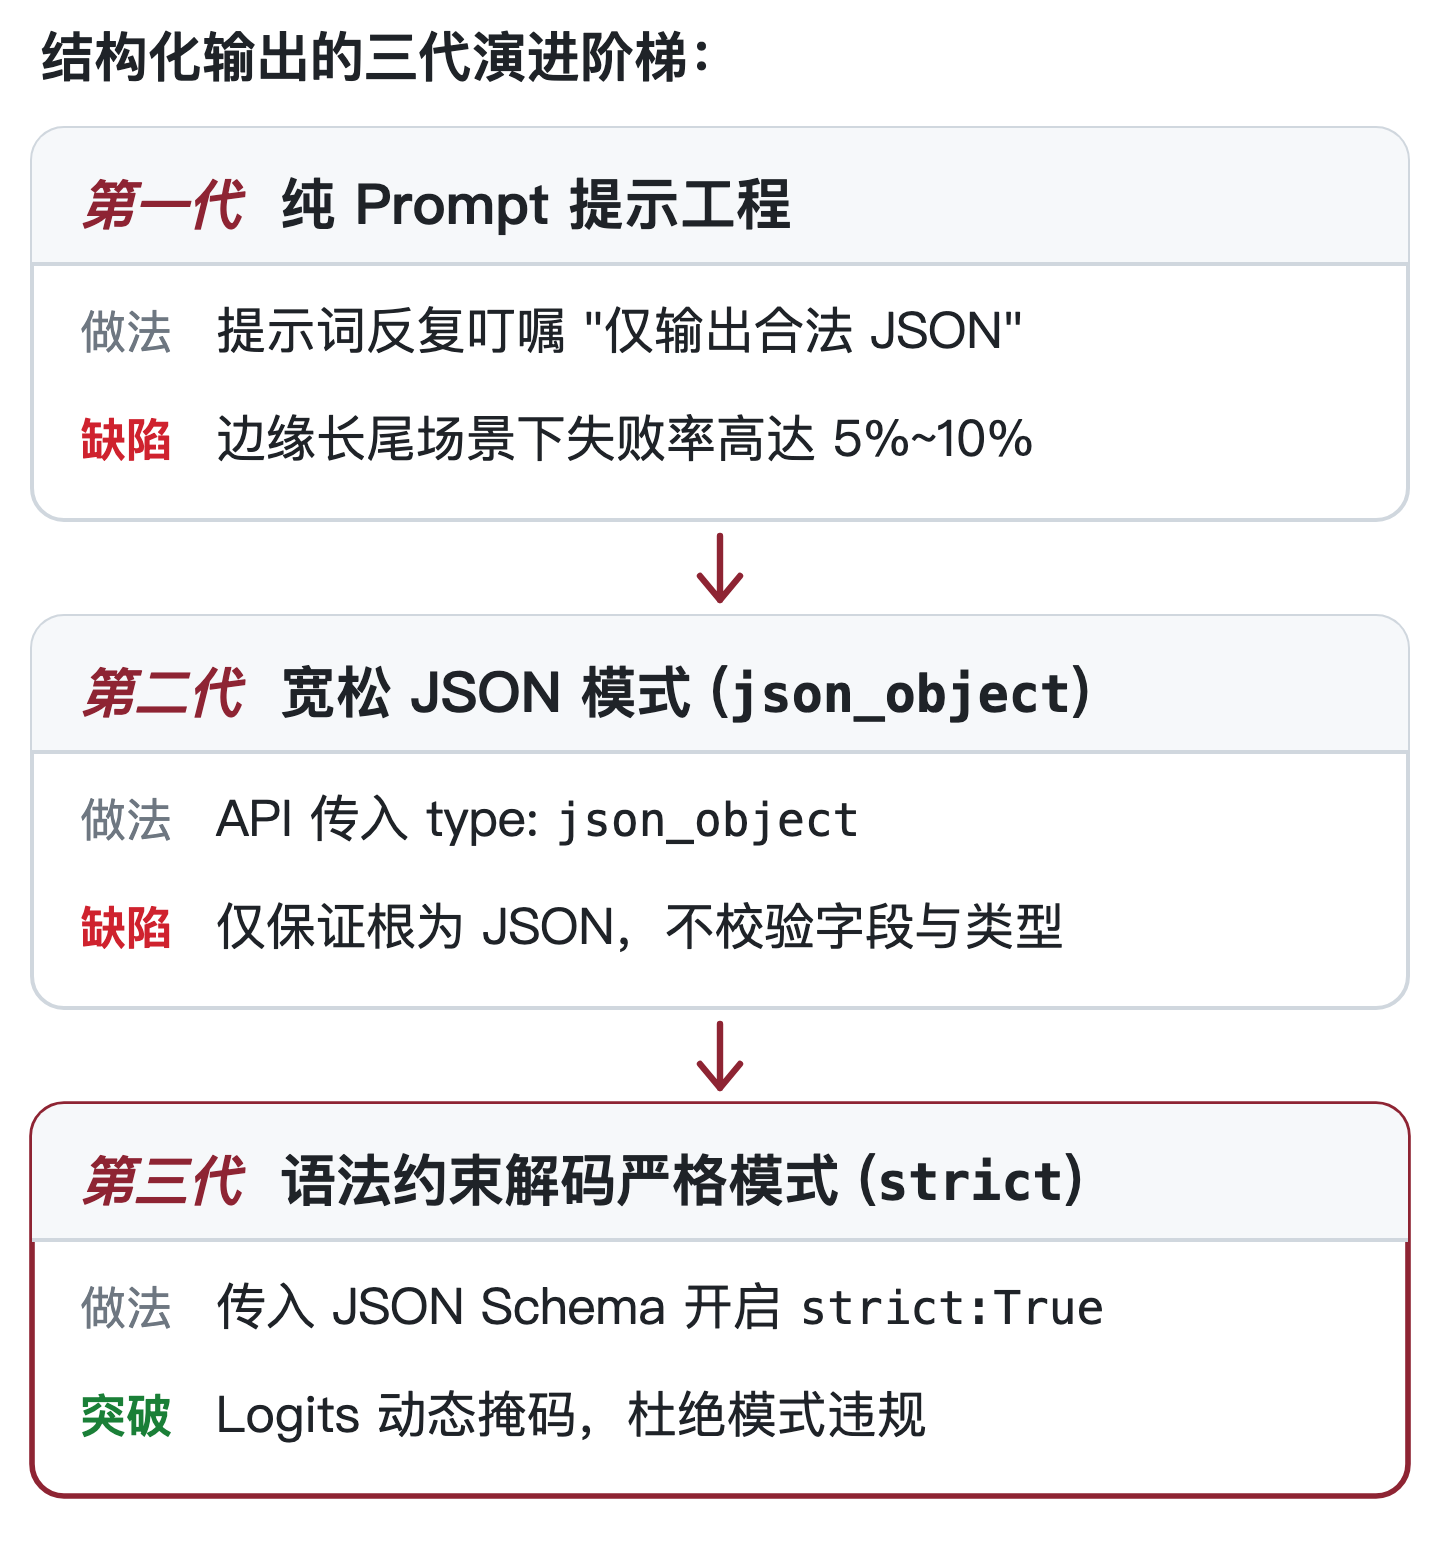 结构化输出的三代演进阶梯：
第一代 纯 Prompt 提示工程
做法 提示词反复叮嘱 "仅输出合法 JSON"
缺陷 边缘长尾场景下失败率高达 5%~10%
第二代 宽松 JSON 模式 (json_object)
做法 API 传入 type: json_object
缺陷 仅保证根为 JSON，不校验字段与类型
第三代 语法约束解码严格模式 (strict)
做法 传入 JSON Schema 开启 strict:True
突破 Logits 动态掩码，杜绝模式违规